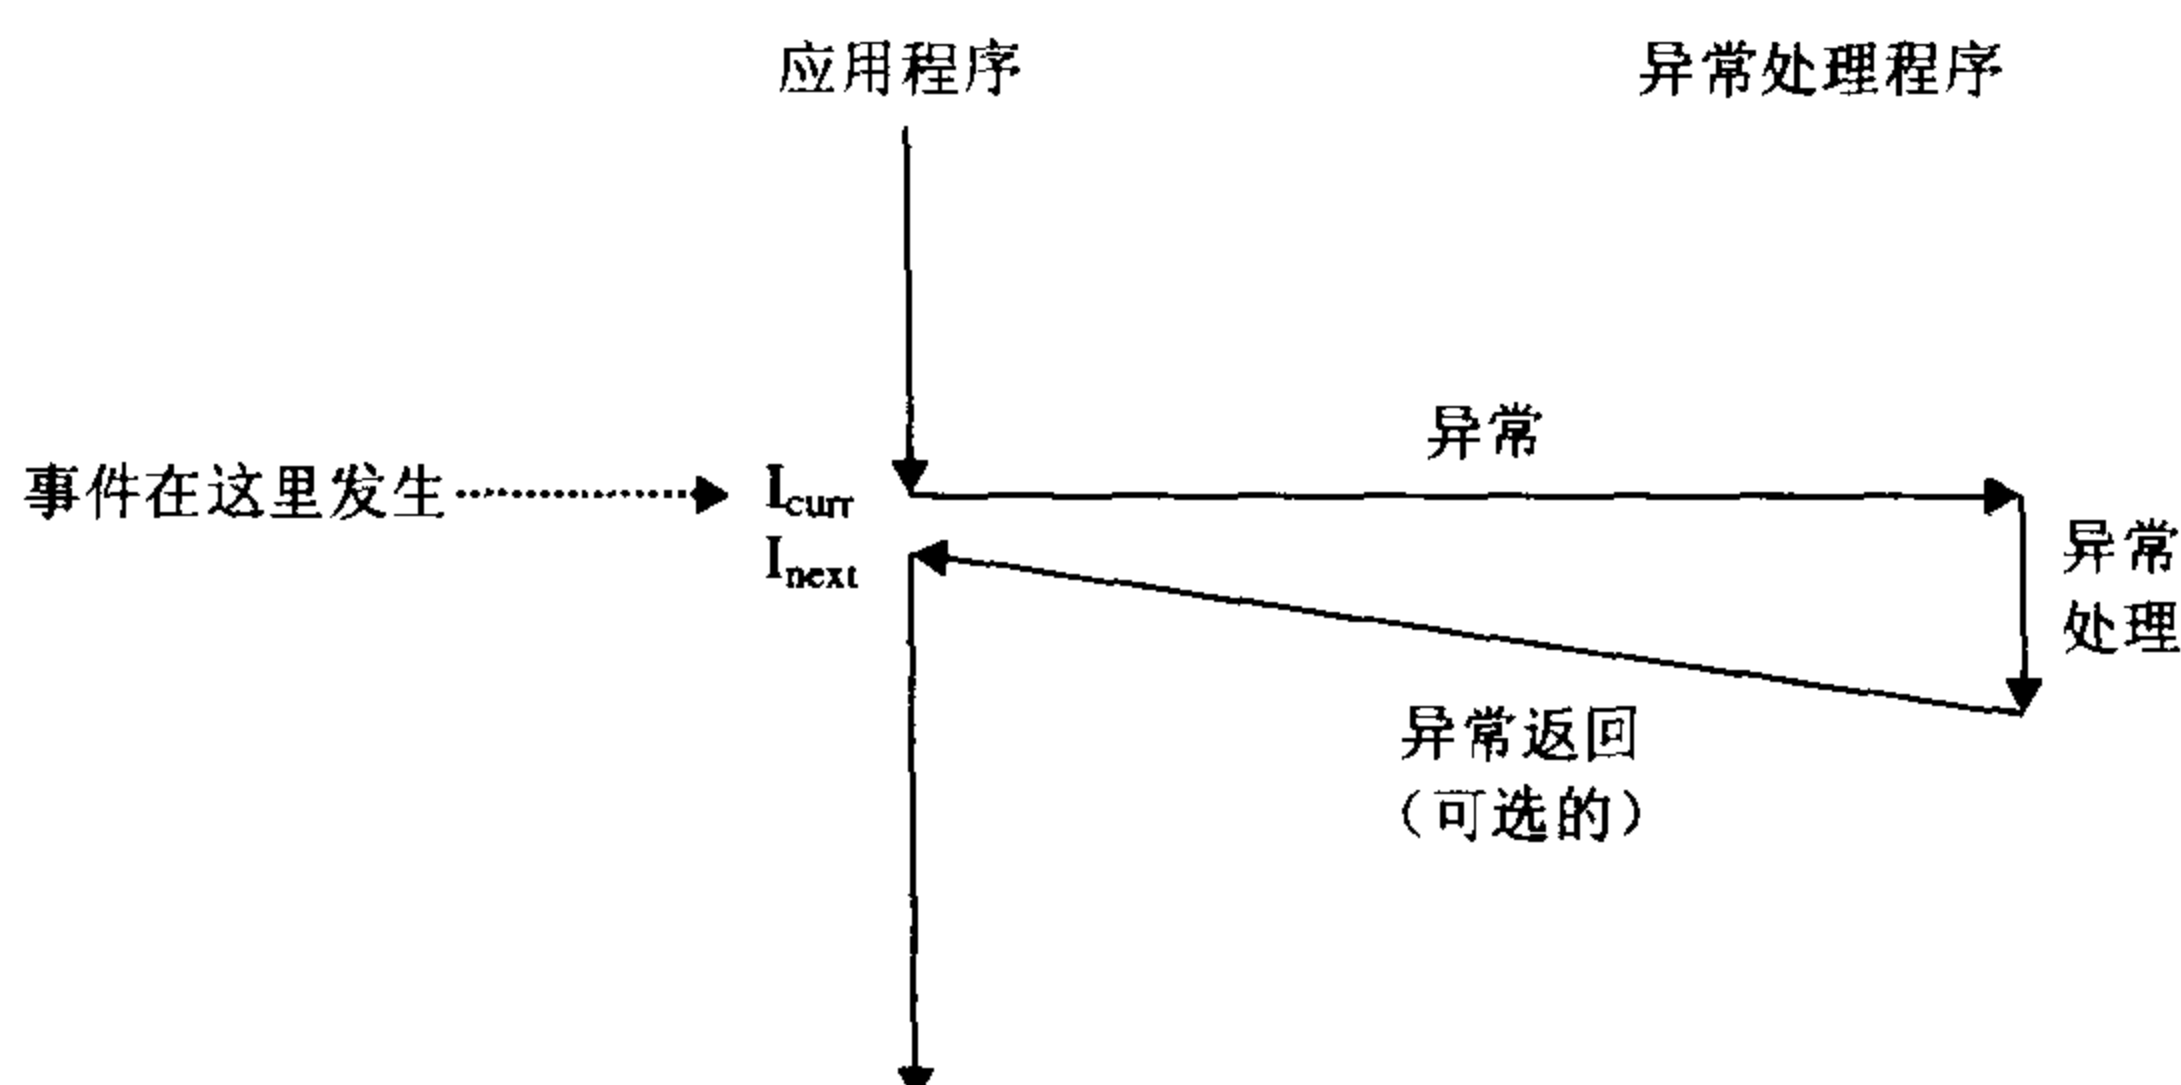 应用程序
异常处理程序
异常
事件在这里发生
Icurr
Inext
异常
处理
异常返回
（可选的）